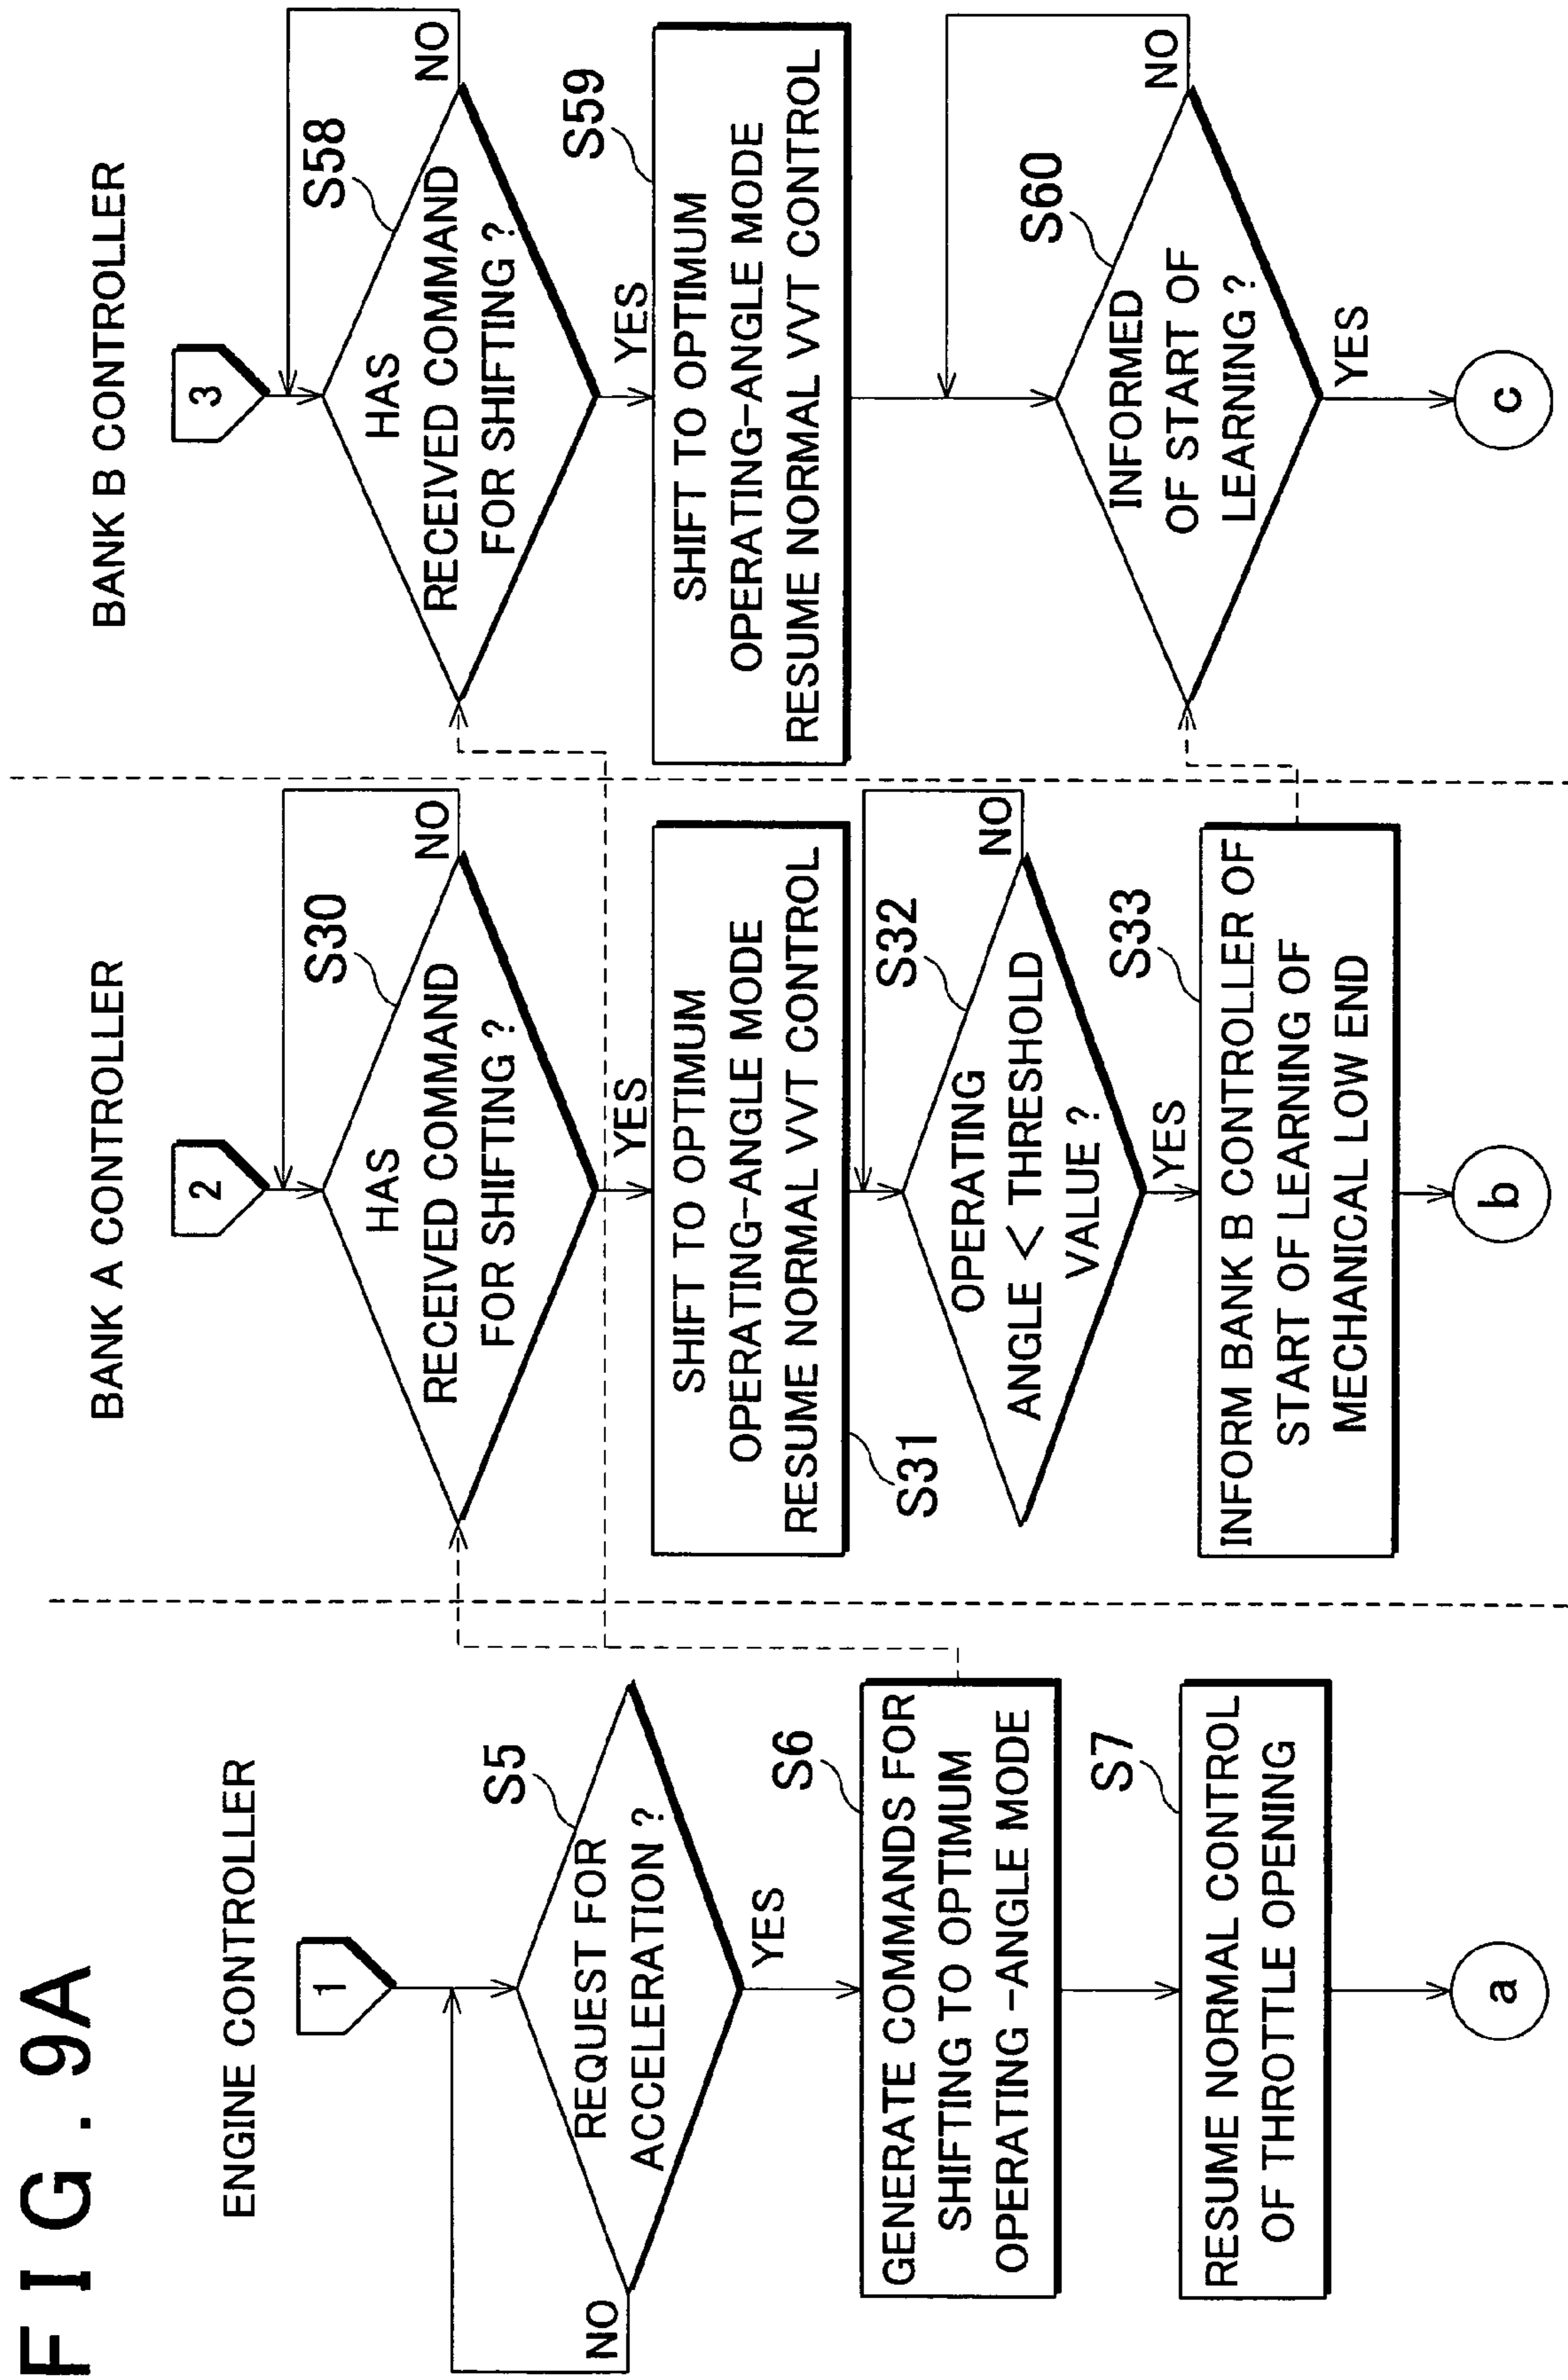 FIG. 9A
ENGINE CONTROLLER
1
S5
REQUEST FOR
ACCELERATION ?
NO
YES
S6
GENERATE COMMANDS FOR
SHIFTING TO OPTIMUM
OPERATING-ANGLE MODE
S7
RESUME NORMAL CONTROL
OF THROTTLE OPENING
a
BANK A CONTROLLER
2
S30
HAS
RECEIVED COMMAND
FOR SHIFTING ?
NO
YES
SHIFT TO OPTIMUM
OPERATING-ANGLE MODE
RESUME NORMAL VVT CONTROL
S31
S32
OPERATING
ANGLE < THRESHOLD
VALUE ?
NO
YES
S33
INFORM BANK B CONTROLLER OF
START OF LEARNING OF
MECHANICAL LOW END
b
BANK B CONTROLLER
3
S58
HAS
RECEIVED COMMAND
FOR SHIFTING ?
NO
YES
S59
SHIFT TO OPTIMUM
OPERATING-ANGLE MODE
RESUME NORMAL VVT CONTROL
S60
INFORMED
OF START OF
LEARNING ?
NO
YES
c